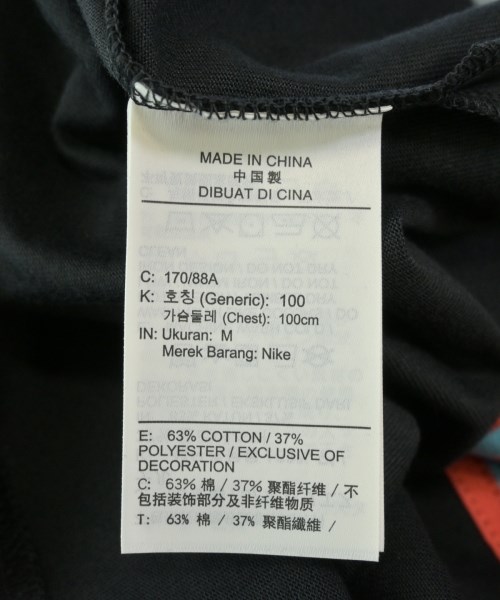 MADE IN CHINA
中国製
DIBUAT DI CINA
C: 170/88A
K: 호칭 (Generic): 100
가슴둘레 (Chest): 100cm
IN: Ukuran: M
Merek Barang: Nike
E: 63% COTTON / 37%
POLYESTER / EXCLUSIVE OF
DECORATION
C: 63% 棉 / 37% 聚酯纤维 / 不
包括装饰部分及非纤维物质
T: 63% 棉 / 37% 聚酯纖維 /